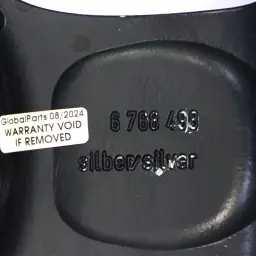 GlobalParts 08/2024
WARRANTY VOID
IF REMOVED
6 768 499
silber/silver